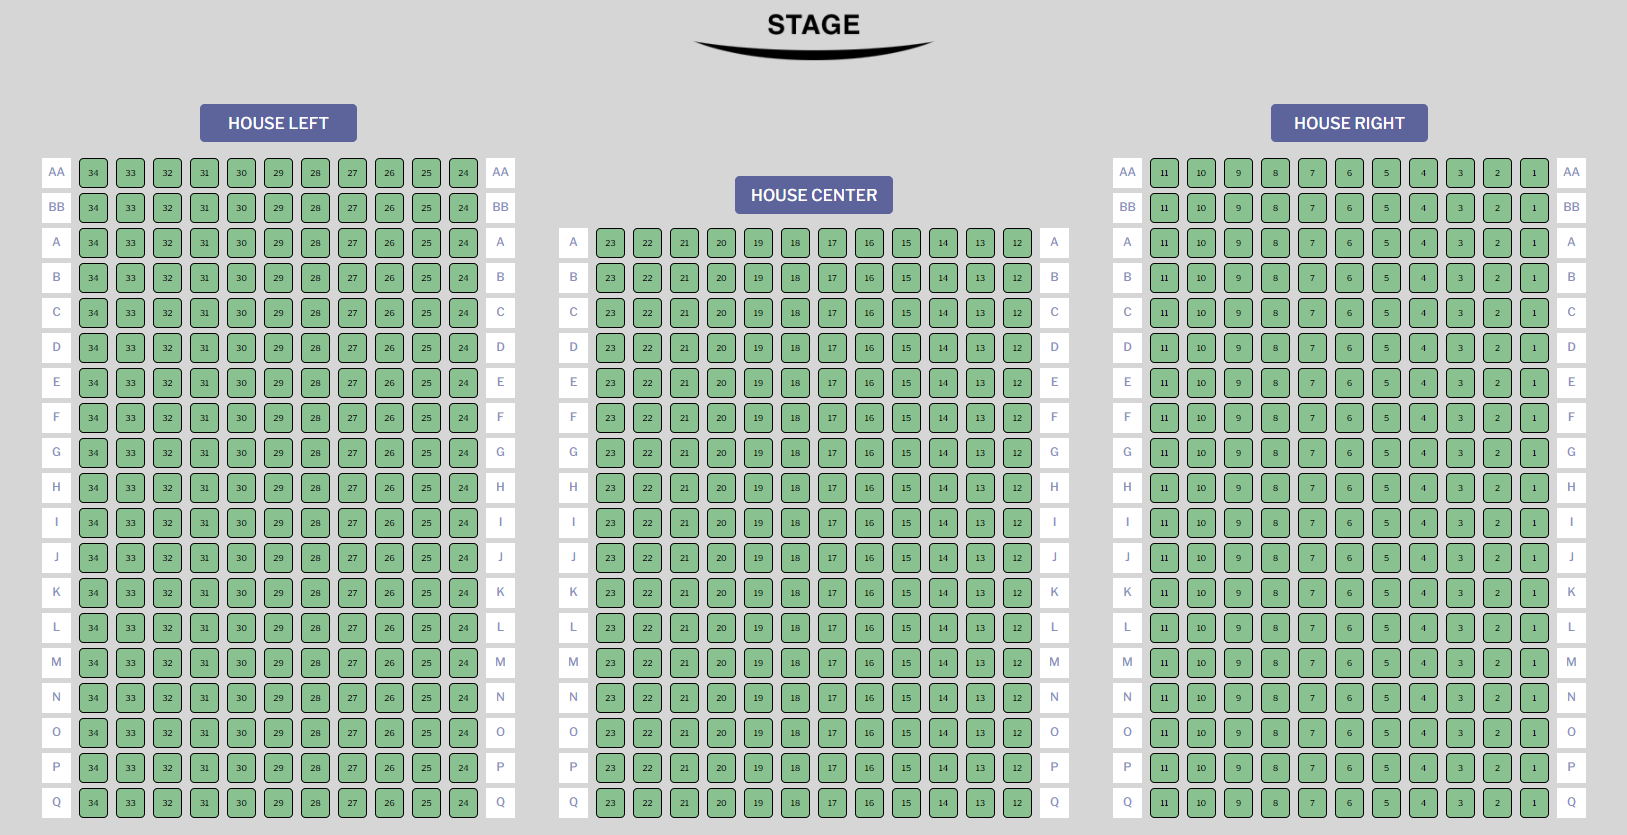 STAGE
HOUSE LEFT
HOUSE RIGHT
HOUSE CENTER
AA 34 33 32 31 30 29 28 27 26 25 24 AA AA 11 10 9 8 7 6 5 4 3 2 1 AA
BB 34 33 32 31 30 29 28 27 26 25 24 BB BB 11 10 9 8 7 6 5 4 3 2 1 BB
A 34 33 32 31 30 29 28 27 26 25 24 A A 23 22 21 20 19 18 17 16 15 14 13 12 A A 11 10 9 8 7 6 5 4 3 2 1 A
B 34 33 32 31 30 29 28 27 26 25 24 B B 23 22 21 20 19 18 17 16 15 14 13 12 B B 11 10 9 8 7 6 5 4 3 2 1 B
C 34 33 32 31 30 29 28 27 26 25 24 C C 23 22 21 20 19 18 17 16 15 14 13 12 C C 11 10 9 8 7 6 5 4 3 2 1 C
D 34 33 32 31 30 29 28 27 26 25 24 D D 23 22 21 20 19 18 17 16 15 14 13 12 D D 11 10 9 8 7 6 5 4 3 2 1 D
E 34 33 32 31 30 29 28 27 26 25 24 E E 23 22 21 20 19 18 17 16 15 14 13 12 E E 11 10 9 8 7 6 5 4 3 2 1 E
F 34 33 32 31 30 29 28 27 26 25 24 F F 23 22 21 20 19 18 17 16 15 14 13 12 F F 11 10 9 8 7 6 5 4 3 2 1 F
G 34 33 32 31 30 29 28 27 26 25 24 G G 23 22 21 20 19 18 17 16 15 14 13 12 G G 11 10 9 8 7 6 5 4 3 2 1 G
H 34 33 32 31 30 29 28 27 26 25 24 H H 23 22 21 20 19 18 17 16 15 14 13 12 H H 11 10 9 8 7 6 5 4 3 2 1 H
I 34 33 32 31 30 29 28 27 26 25 24 I I 23 22 21 20 19 18 17 16 15 14 13 12 I I 11 10 9 8 7 6 5 4 3 2 1 I
J 34 33 32 31 30 29 28 27 26 25 24 J J 23 22 21 20 19 18 17 16 15 14 13 12 J J 11 10 9 8 7 6 5 4 3 2 1 J
K 34 33 32 31 30 29 28 27 26 25 24 K K 23 22 21 20 19 18 17 16 15 14 13 12 K K 11 10 9 8 7 6 5 4 3 2 1 K
L 34 33 32 31 30 29 28 27 26 25 24 L L 23 22 21 20 19 18 17 16 15 14 13 12 L L 11 10 9 8 7 6 5 4 3 2 1 L
M 34 33 32 31 30 29 28 27 26 25 24 M M 23 22 21 20 19 18 17 16 15 14 13 12 M M 11 10 9 8 7 6 5 4 3 2 1 M
N 34 33 32 31 30 29 28 27 26 25 24 N N 23 22 21 20 19 18 17 16 15 14 13 12 N N 11 10 9 8 7 6 5 4 3 2 1 N
O 34 33 32 31 30 29 28 27 26 25 24 O O 23 22 21 20 19 18 17 16 15 14 13 12 O O 11 10 9 8 7 6 5 4 3 2 1 O
P 34 33 32 31 30 29 28 27 26 25 24 P P 23 22 21 20 19 18 17 16 15 14 13 12 P P 11 10 9 8 7 6 5 4 3 2 1 P
Q 34 33 32 31 30 29 28 27 26 25 24 Q Q 23 22 21 20 19 18 17 16 15 14 13 12 Q Q 11 10 9 8 7 6 5 4 3 2 1 Q